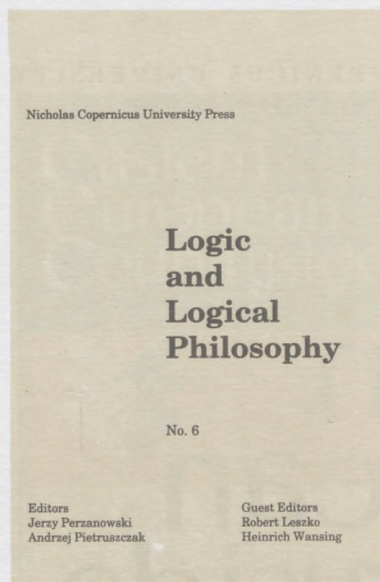 Nicholas Copernicus University Press
Logic
and
Logical
Philosophy
No. 6
Editors
Jerzy Perzanowski
Andrzej Pietruszczak
Guest Editors
Robert Leszko
Heinrich Wansing